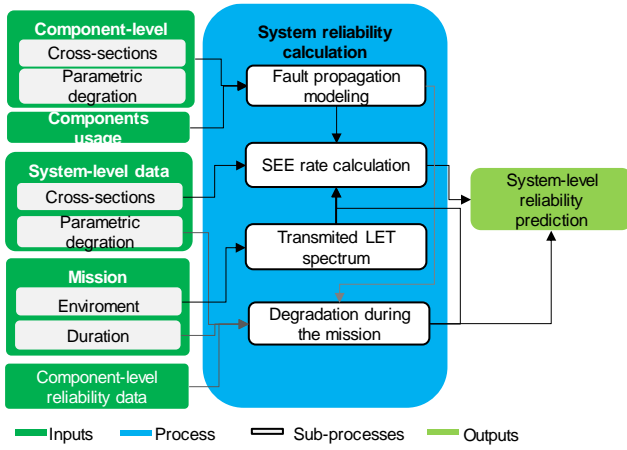 Component-level
Cross-sections
Parametric
degration
Components
usage
System-level data
Cross-sections
Parametric
degration
Mission
Enviroment
Duration
Component-level
reliability data
System reliability
calculation
Fault propagation
modeling
SEE rate calculation
Transmited LET
spectrum
Degradation during
the mission
System-level
reliability
prediction
Inputs
Process
Sub-processes
Outputs